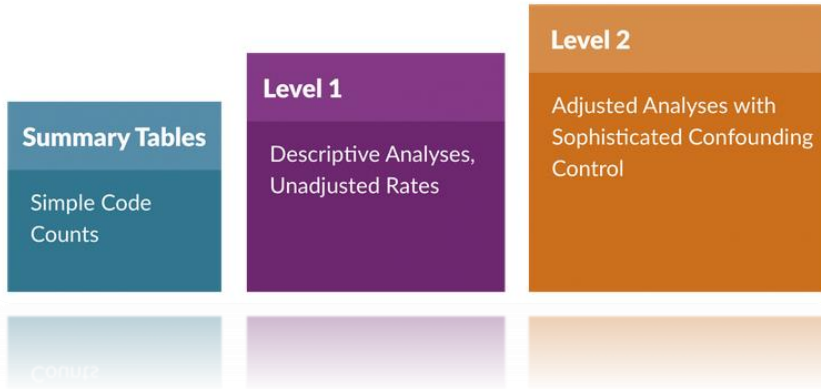 Summary Tables
Simple Code
Counts
Level 1
Descriptive Analyses,
Unadjusted Rates
Level 2
Adjusted Analyses with
Sophisticated Confounding
Control